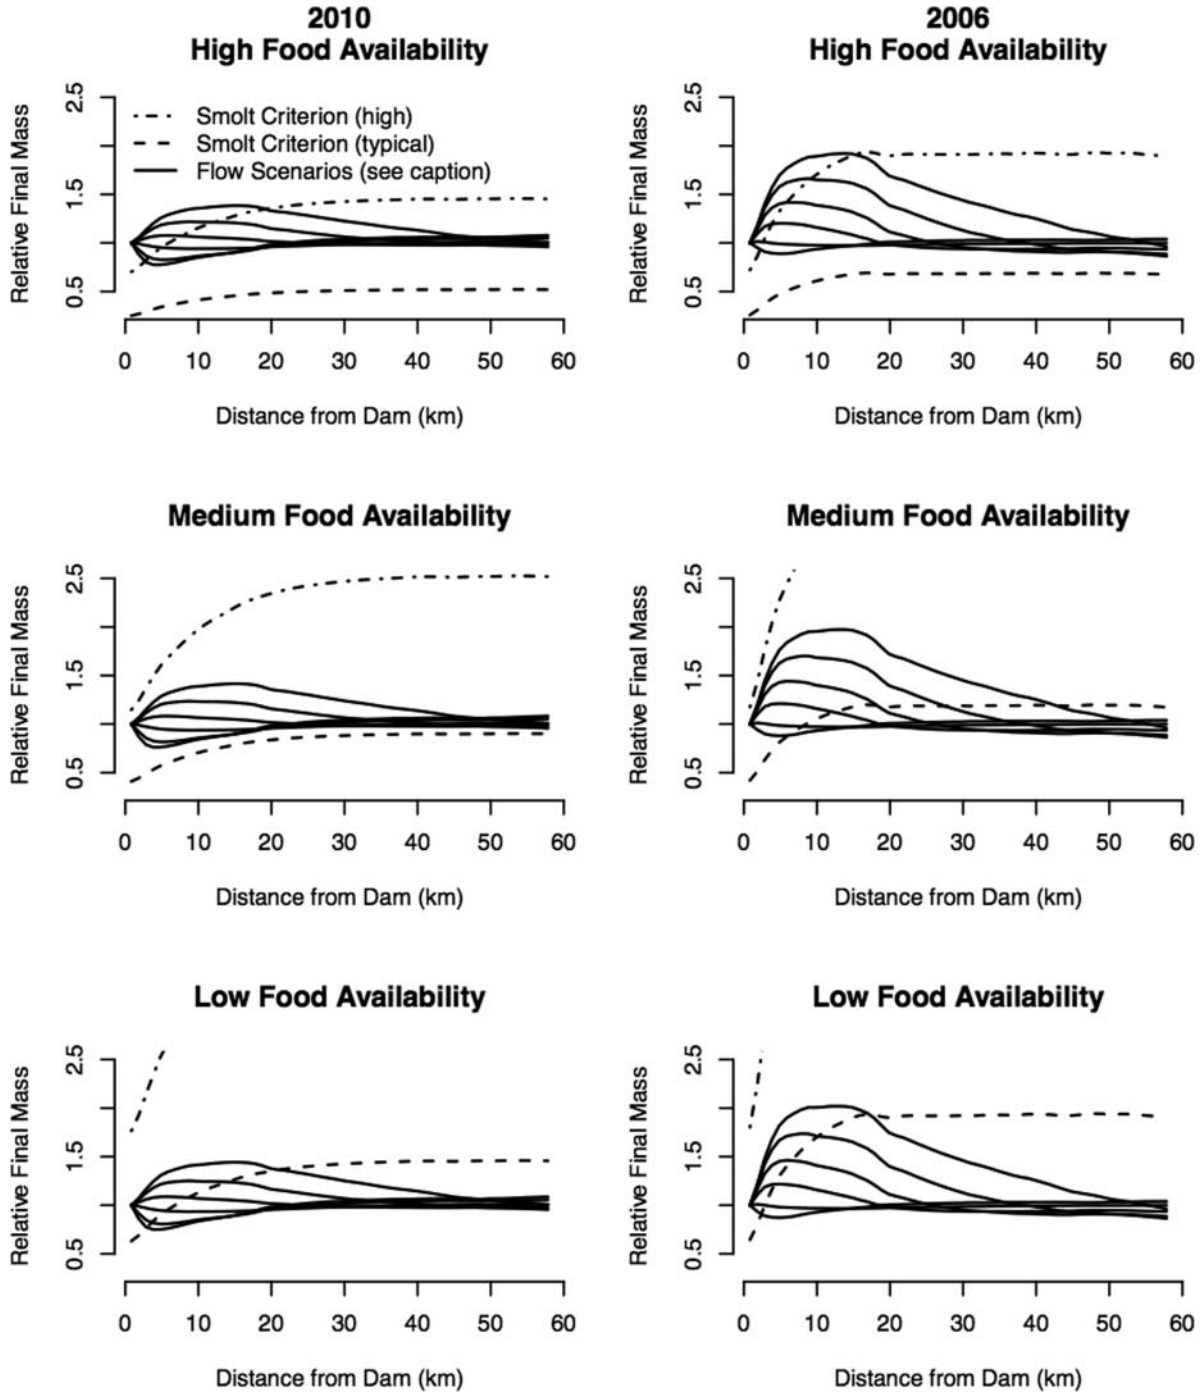 2010
High Food Availability
Relative Final Mass
2.5
1.5
0.5
Smolt Criterion (high)
Smolt Criterion (typical)
Flow Scenarios (see caption)
0 10 20 30 40 50 60
Distance from Dam (km)
2006
High Food Availability
Relative Final Mass
2.5
1.5
0.5
0 10 20 30 40 50 60
Distance from Dam (km)
Medium Food Availability
Relative Final Mass
2.5
1.5
0.5
0 10 20 30 40 50 60
Distance from Dam (km)
Medium Food Availability
Relative Final Mass
2.5
1.5
0.5
0 10 20 30 40 50 60
Distance from Dam (km)
Low Food Availability
Relative Final Mass
2.5
1.5
0.5
0 10 20 30 40 50 60
Distance from Dam (km)
Low Food Availability
Relative Final Mass
2.5
1.5
0.5
0 10 20 30 40 50 60
Distance from Dam (km)